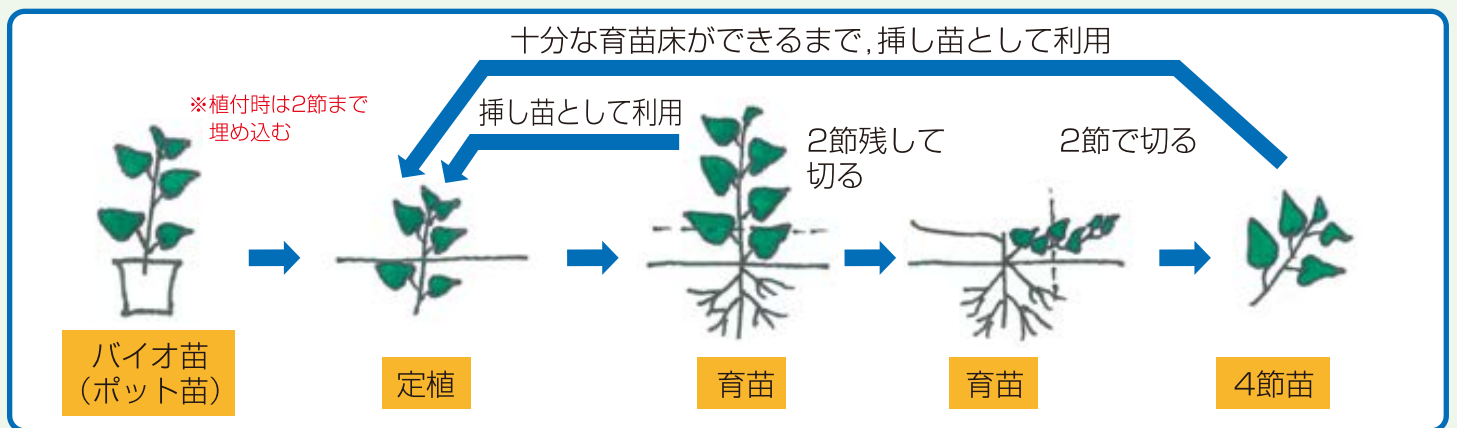 十分な育苗床ができるまで,挿し苗として利用
※植付時は2節まで
埋め込む
挿し苗として利用
2節残して
切る
2節で切る
バイオ苗
(ポット苗)
定植
育苗
育苗
4節苗